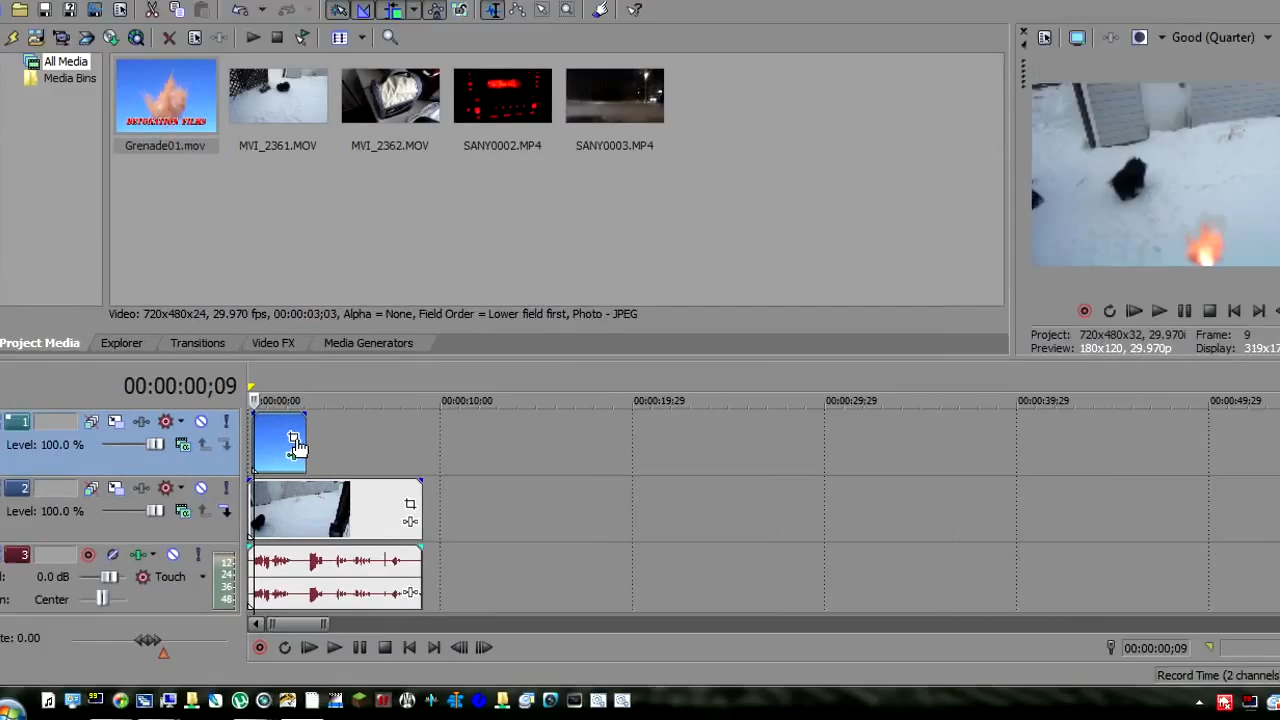 Good (Quarter)
All Media
Media Bins
DETONATION FILMS
Grenade01.mov
MVI_2361.MOV
MVI_2362.MOV
SANY0002.MP4
SANY0003.MP4
Video: 720x480x24, 29.970 fps, 00:00:03;03, Alpha = None, Field Order = Lower field first, Photo - JPEG
Project Media
Explorer
Transitions
Video FX
Media Generators
Project: 720x480x32, 29.970i
Frame: 9
Preview: 180x120, 29.970p
Display: 319x17
00:00:00;09
:00:00;00
00:00:10;00
00:00:19;29
00:00:29;29
00:00:39;29
00:00:49;29
1
Level: 100.0 %
2
Level: 100.0 %
3
0.0 dB
Touch
Center
12
24
36
48
te: 0.00
00:00:00;09
Record Time (2 channels